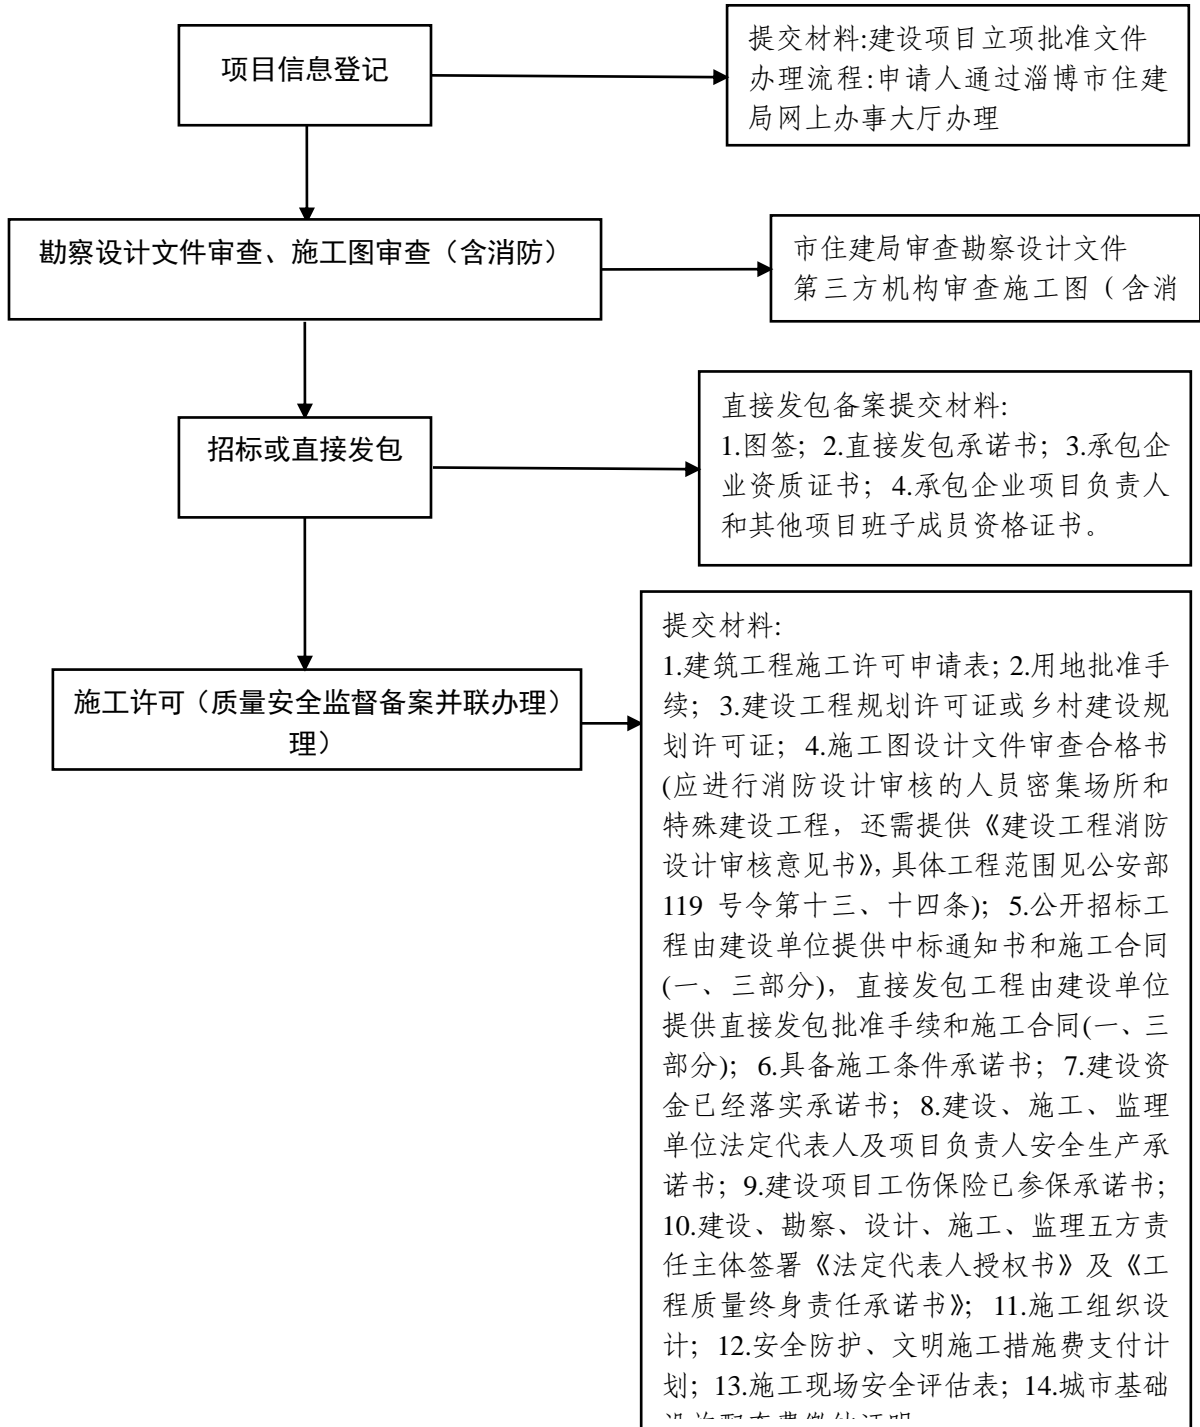 项目信息登记
提交材料:建设项目立项批准文件
办理流程:申请人通过淄博市住建
局网上办事大厅办理
勘察设计文件审查、施工图审查（含消防）
市住建局审查勘察设计文件
第三方机构审查施工图（含消
招标或直接发包
直接发包备案提交材料:
1.图签；2.直接发包承诺书；3.承包企
业资质证书；4.承包企业项目负责人
和其他项目班子成员资格证书。
施工许可（质量安全监督备案并联办理）
理）
提交材料:
1.建筑工程施工许可申请表；2.用地批准手
续；3.建设工程规划许可证或乡村建设规
划许可证；4.施工图设计文件审查合格书
(应进行消防设计审核的人员密集场所和
特殊建设工程，还需提供《建设工程消防
设计审核意见书》，具体工程范围见公安部
119 号令第十三、十四条)；5.公开招标工
程由建设单位提供中标通知书和施工合同
(一、三部分)，直接发包工程由建设单位
提供直接发包批准手续和施工合同(一、三
部分)；6.具备施工条件承诺书；7.建设资
金已经落实承诺书；8.建设、施工、监理
单位法定代表人及项目负责人安全生产承
诺书；9.建设项目工伤保险已参保承诺书；
10.建设、勘察、设计、施工、监理五方责
任主体签署《法定代表人授权书》及《工
程质量终身责任承诺书》；11.施工组织设
计；12.安全防护、文明施工措施费支付计
划；13.施工现场安全评估表；14.城市基础